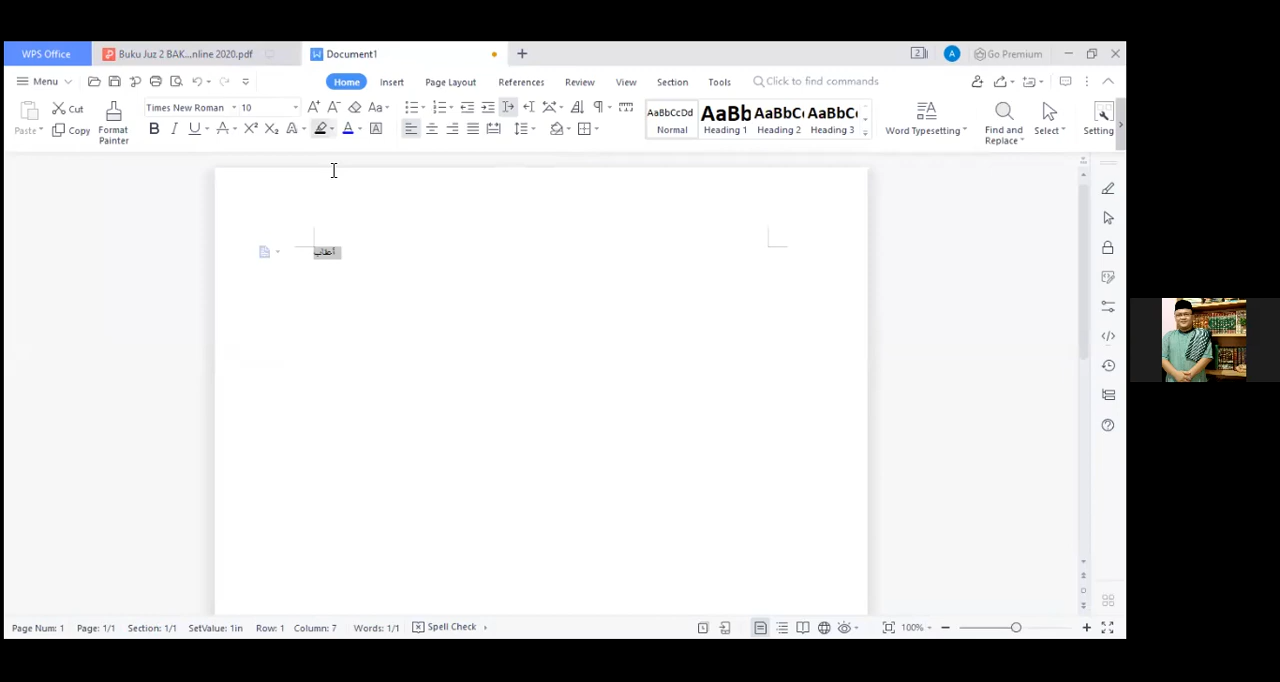 WPS Office
Buku Juz 2 BAK...nline 2020.pdf
Document1
2
A
Go Premium
Menu
Home
Insert
Page Layout
References
Review
View
Section
Tools
Click to find commands
Paste
Cut
Copy
Format
Painter
Times New Roman
10
AaBbCcDd
Normal
AaBb
Heading 1
AaBbC
Heading 2
AaBbC
Heading 3
Word Typesetting
Find and
Replace
Select
Setting
أعقاب
Page Num: 1
Page: 1/1
Section: 1/1
SetValue: 1in
Row: 1
Column: 7
Words: 1/1
Spell Check
100%